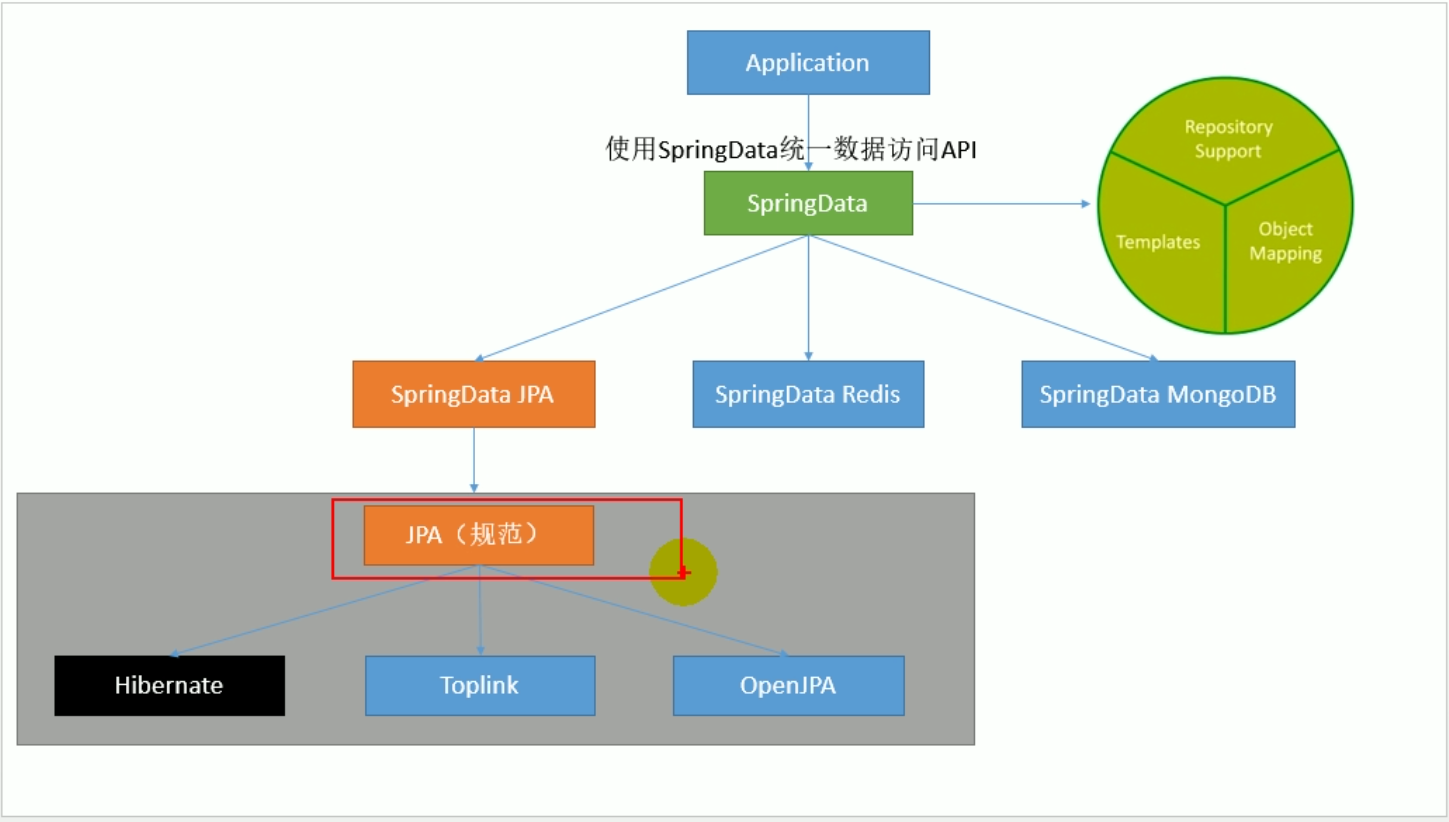 Application
使用SpringData统一数据访问API
SpringData
Repository
Support
Templates
Object
Mapping
SpringData JPA
SpringData Redis
SpringData MongoDB
JPA（规范）
Hibernate
Toplink
OpenJPA